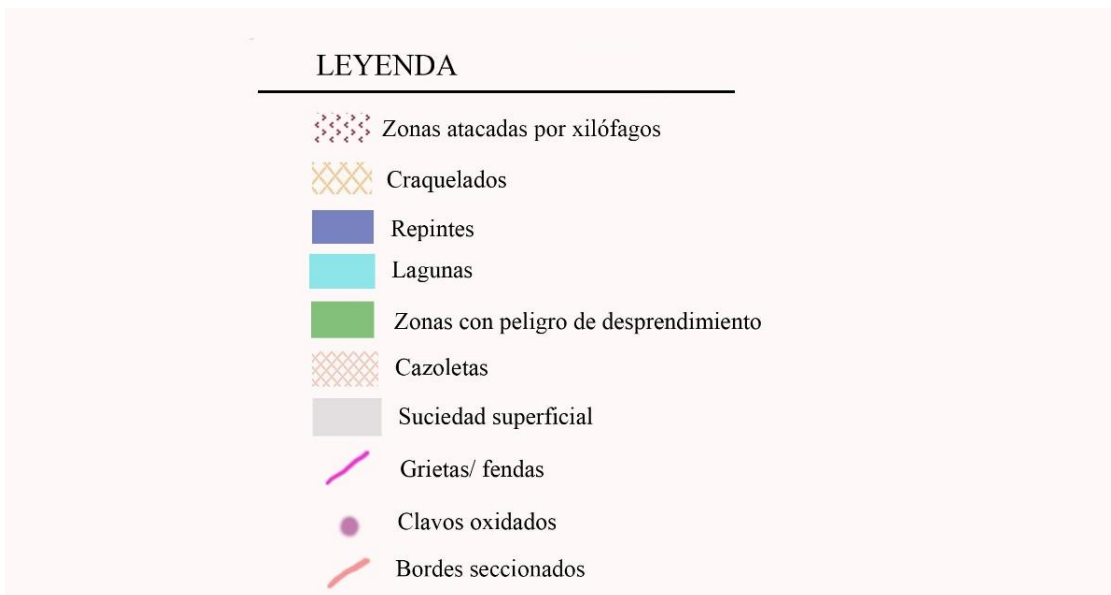 LEYENDA
Zonas atacadas por xilófagos
Craquelados
Repintes
Lagunas
Zonas con peligro de desprendimiento
Cazoletas
Suciedad superficial
Grietas/ fendas
Clavos oxidados
Bordes seccionados